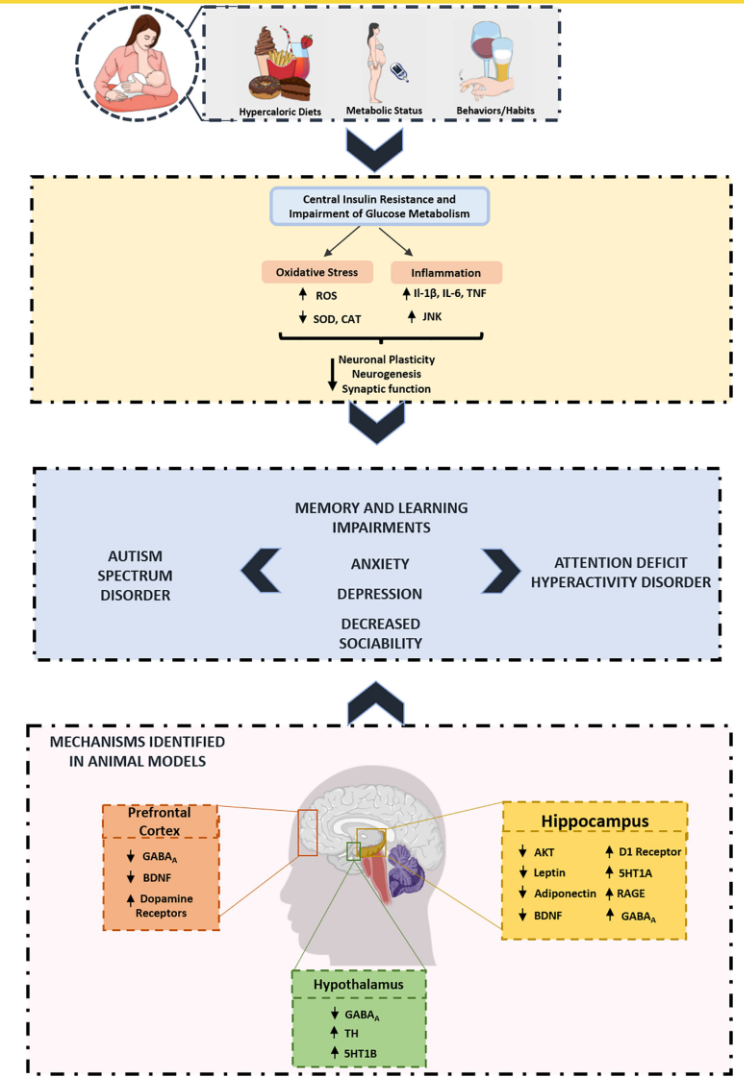 Hypercaloric Diets
Metabolic Status
Behaviors/Habits
Central Insulin Resistance and
Impairment of Glucose Metabolism
Oxidative Stress
↑ ROS
↓ SOD, CAT
Inflammation
↑ Il-1β, IL-6, TNF
↑ JNK
↓ Neuronal Plasticity
Neurogenesis
Synaptic function
AUTISM
SPECTRUM
DISORDER
MEMORY AND LEARNING
IMPAIRMENTS
ANXIETY
DEPRESSION
DECREASED
SOCIABILITY
ATTENTION DEFICIT
HYPERACTIVITY DISORDER
MECHANISMS IDENTIFIED
IN ANIMAL MODELS
Prefrontal
Cortex
↓ GABAA
↓ BDNF
↑ Dopamine
Receptors
Hippocampus
↓ AKT
↓ Leptin
↓ Adiponectin
↓ BDNF
↑ D1 Receptor
↑ 5HT1A
↑ RAGE
↑ GABAA
Hypothalamus
↓ GABAA
↑ TH
↑ 5HT1B